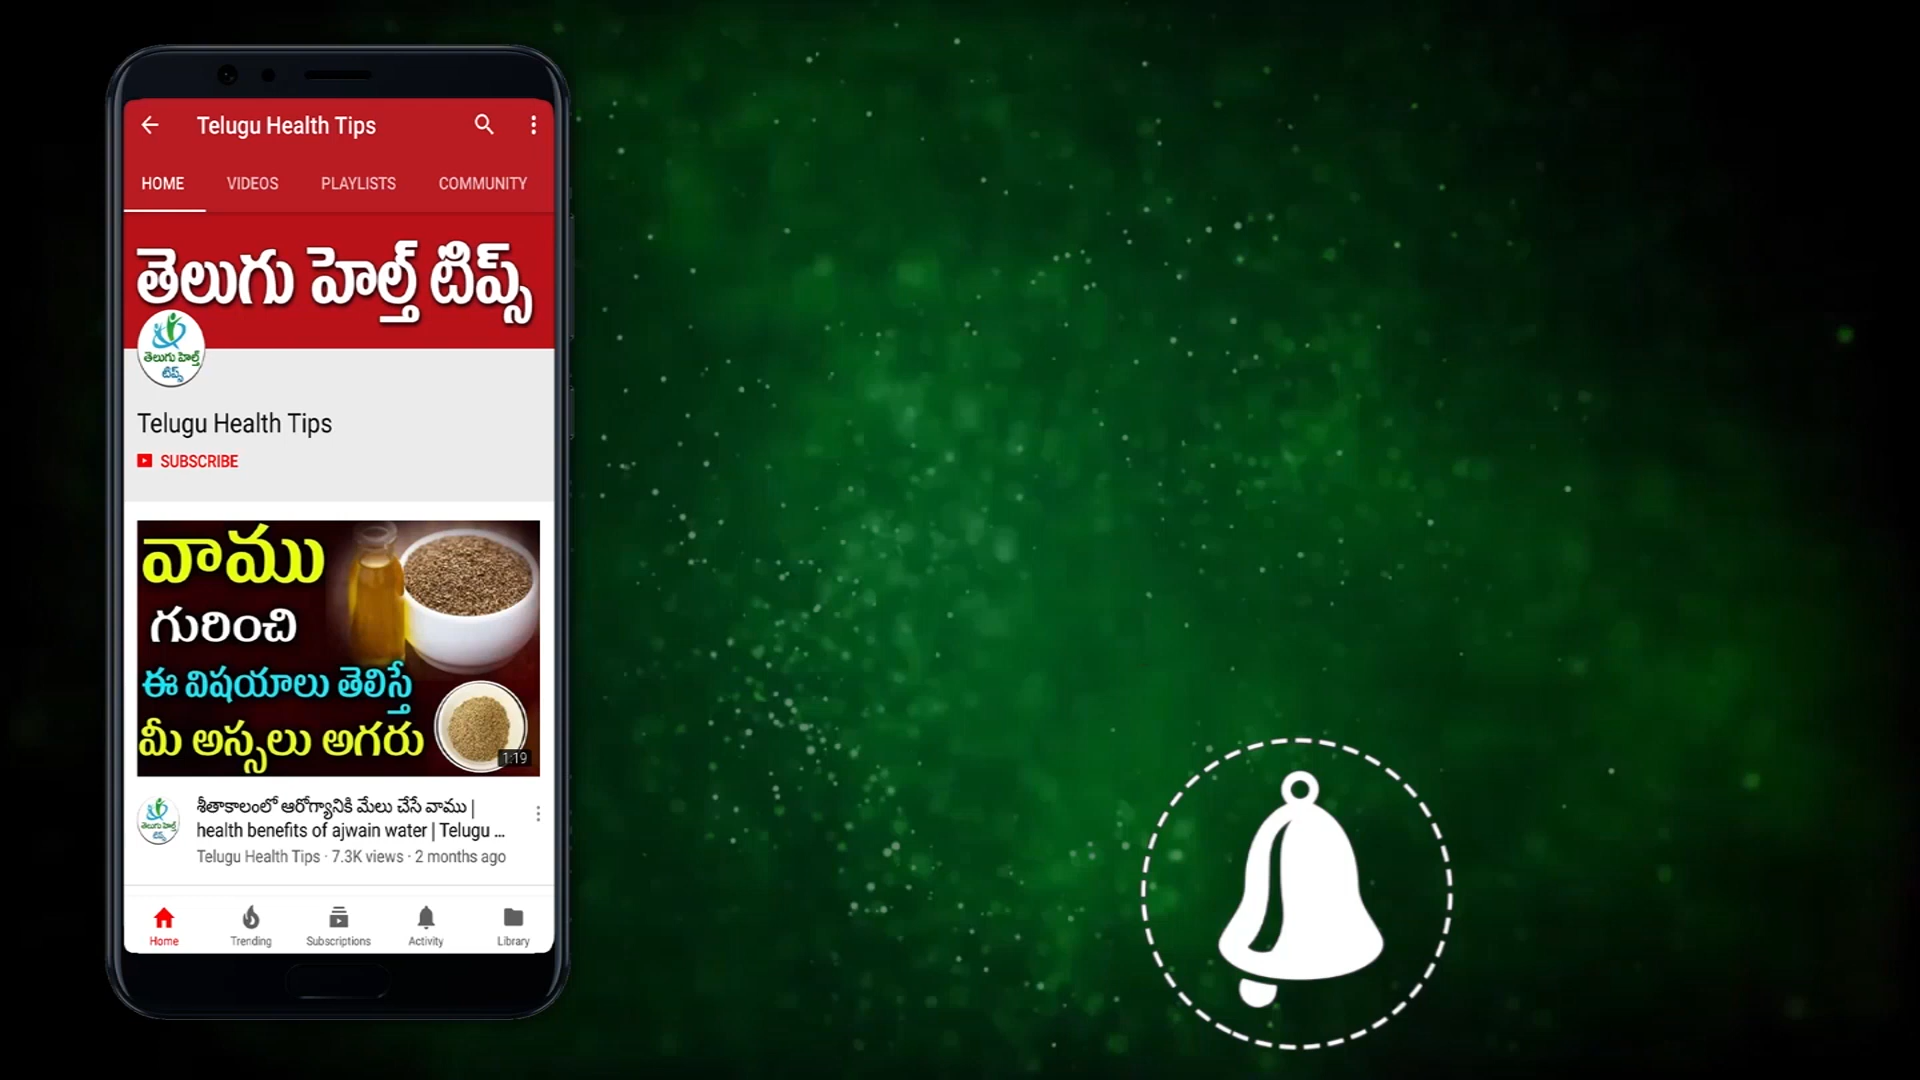 Telugu Health Tips
HOME VIDEOS PLAYLISTS COMMUNITY
తెలుగు హెల్త్ టిప్స్
తెలుగు హెల్త్
టిప్స్
Telugu Health Tips
SUBSCRIBE
వాము
గురించి
ఈ విషయాలు తెలిస్తే
మీ అస్సలు అగరు
1:19
తెలుగు హెల్త్
టిప్స్
శీతాకాలంలో ఆరోగ్యానికి మేలు చేసే వాము |
health benefits of ajwain water | Telugu ...
Telugu Health Tips · 7.3K views · 2 months ago
Home Trending Subscriptions Activity Library